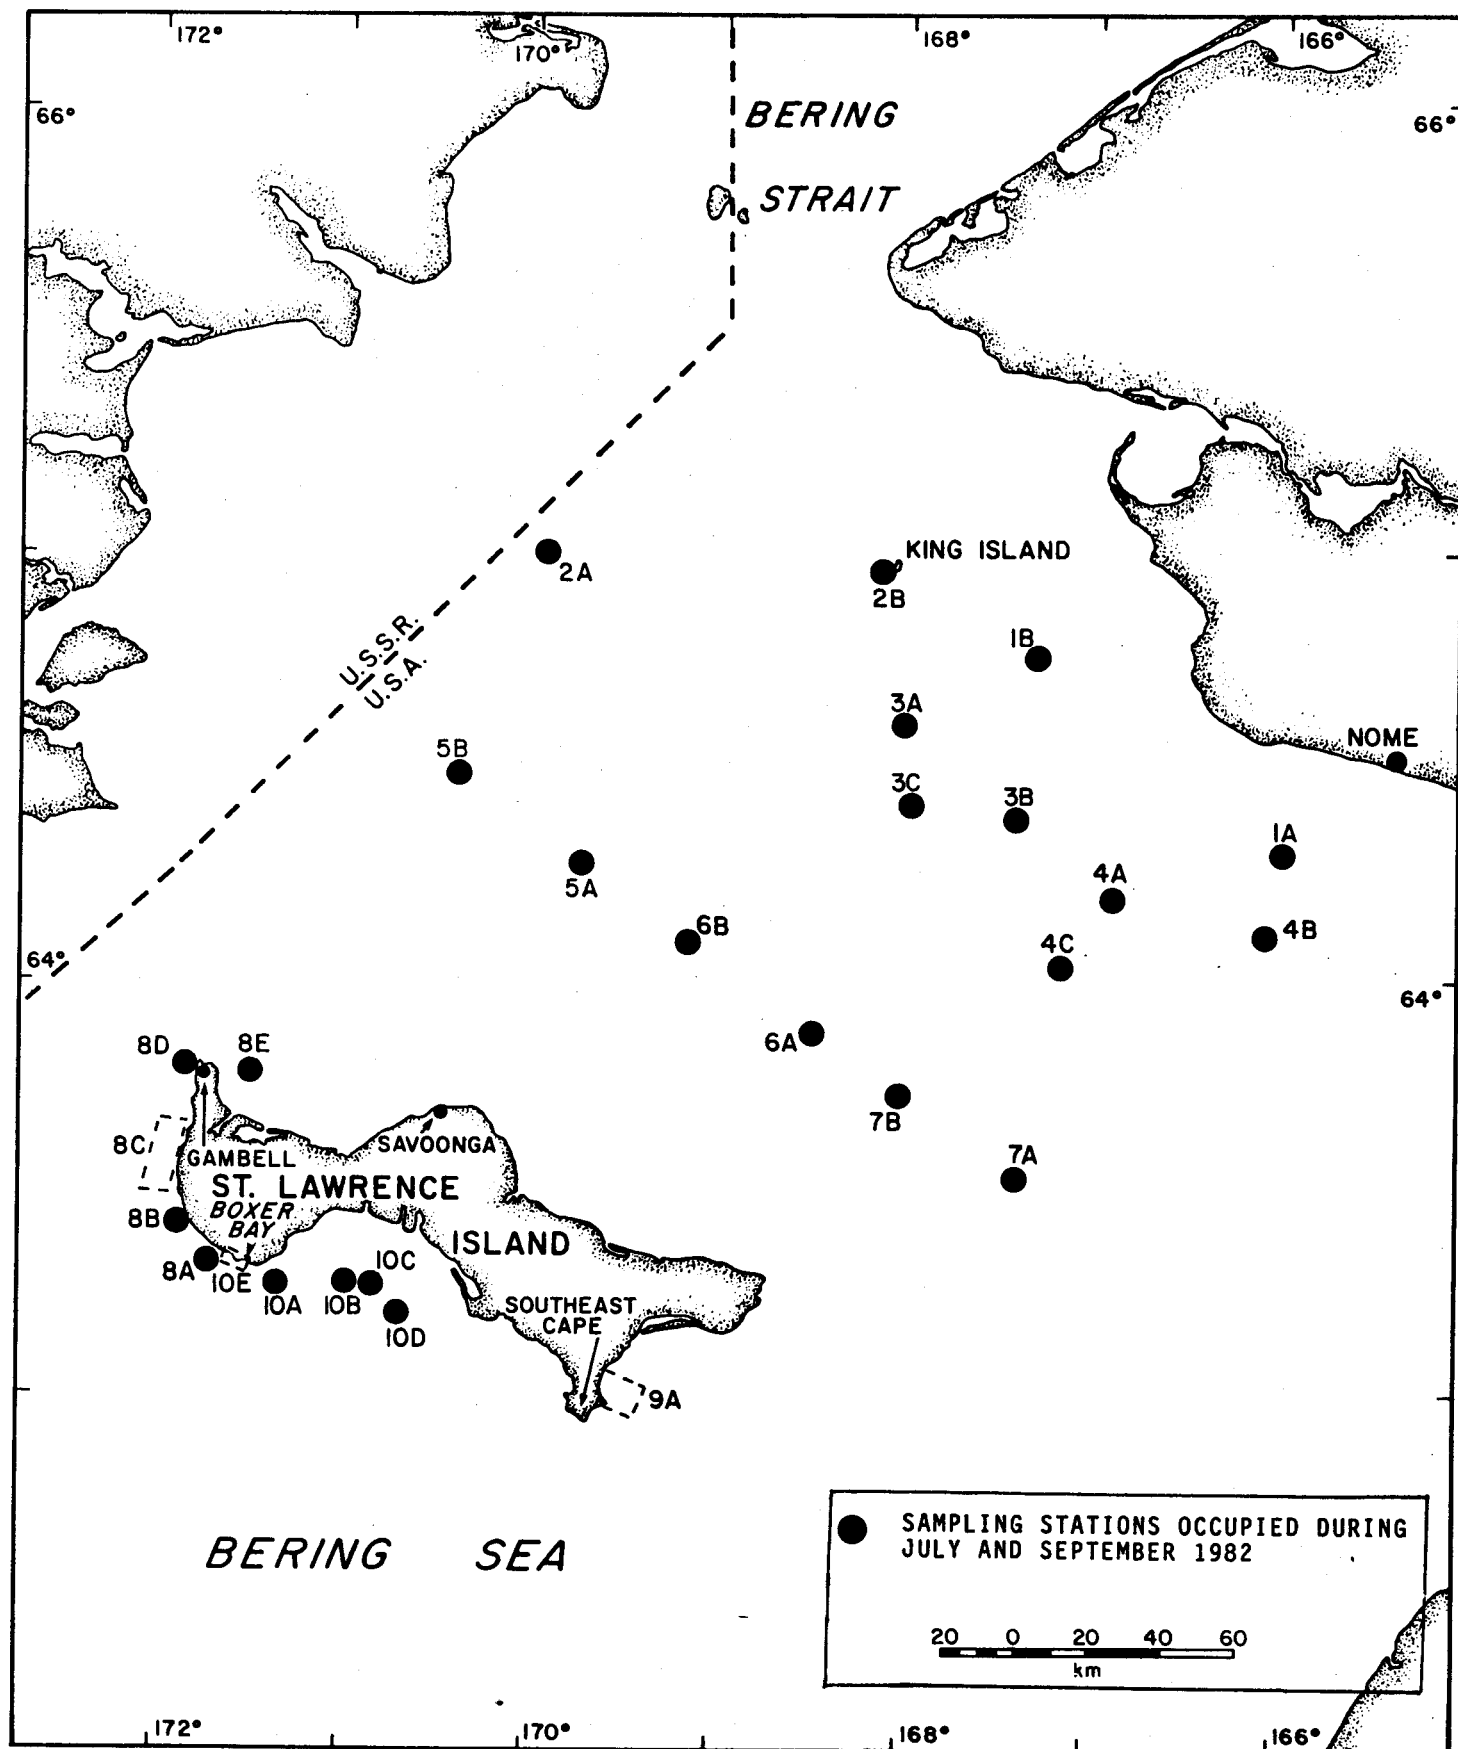 172°
170°
168°
166°
66°
66°
BERING
STRAIT
KING ISLAND
2A
2B
1B
U.S.S.R.
U.S.A.
3A
NOME
5B
3C
3B
1A
5A
4A
6B
4B
4C
64°
64°
6A
8D
8E
7B
8C
SAVOONGA
GAMBELL
7A
ST. LAWRENCE
8B
BOXER
BAY
ISLAND
8A
10E
10C
10A
10B
10D
SOUTHEAST
CAPE
9A
SAMPLING STATIONS OCCUPIED DURING
JULY AND SEPTEMBER 1982
BERING SEA
20 0 20 40 60
km
172°
170°
168°
166°